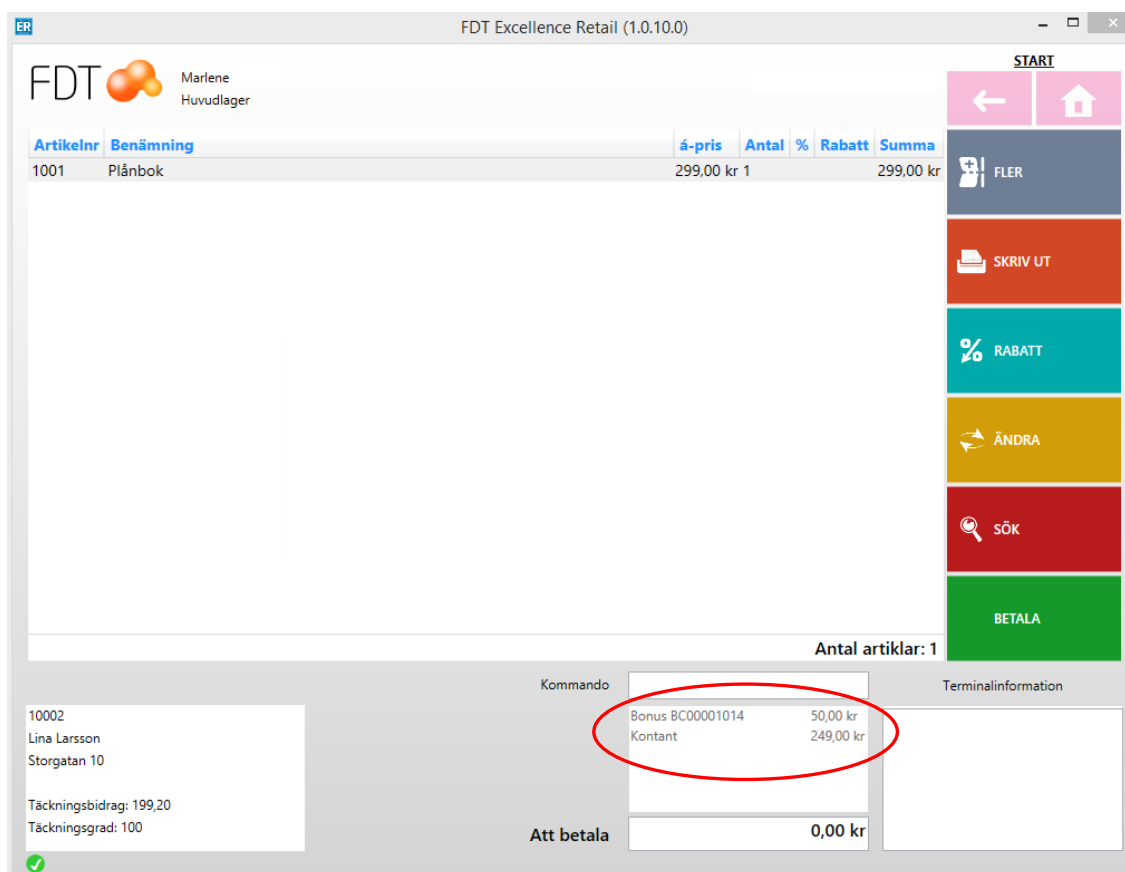 ER FDT Excellence Retail (1.0.10.0)
START
FDT
Marlene
Huvudlager
Artikelnr Benämning á-pris Antal % Rabatt Summa
1001 Plånbok 299,00 kr 1 299,00 kr
FLER
SKRIV UT
% RABATT
ÄNDRA
SÖK
BETALA
Antal artiklar: 1
Kommando
Terminalinformation
10002
Lina Larsson
Storgatan 10
Täckningsbidrag: 199,20
Täckningsgrad: 100
Bonus BC00001014 50,00 kr
Kontant 249,00 kr
Att betala 0,00 kr